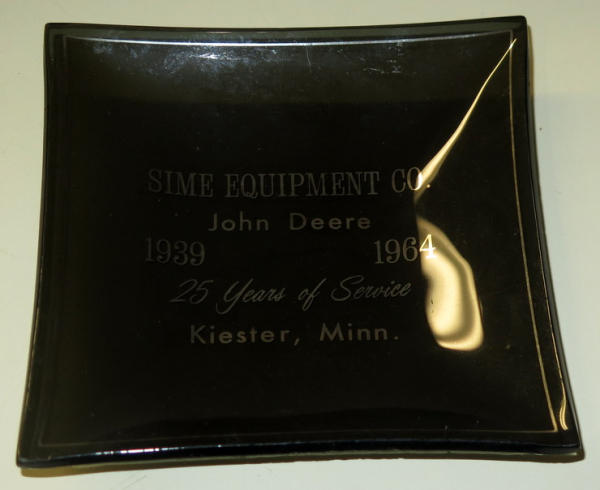 SIME EQUIPMENT CO.
John Deere
1939 1964
25 Years of Service
Kiester, Minn.